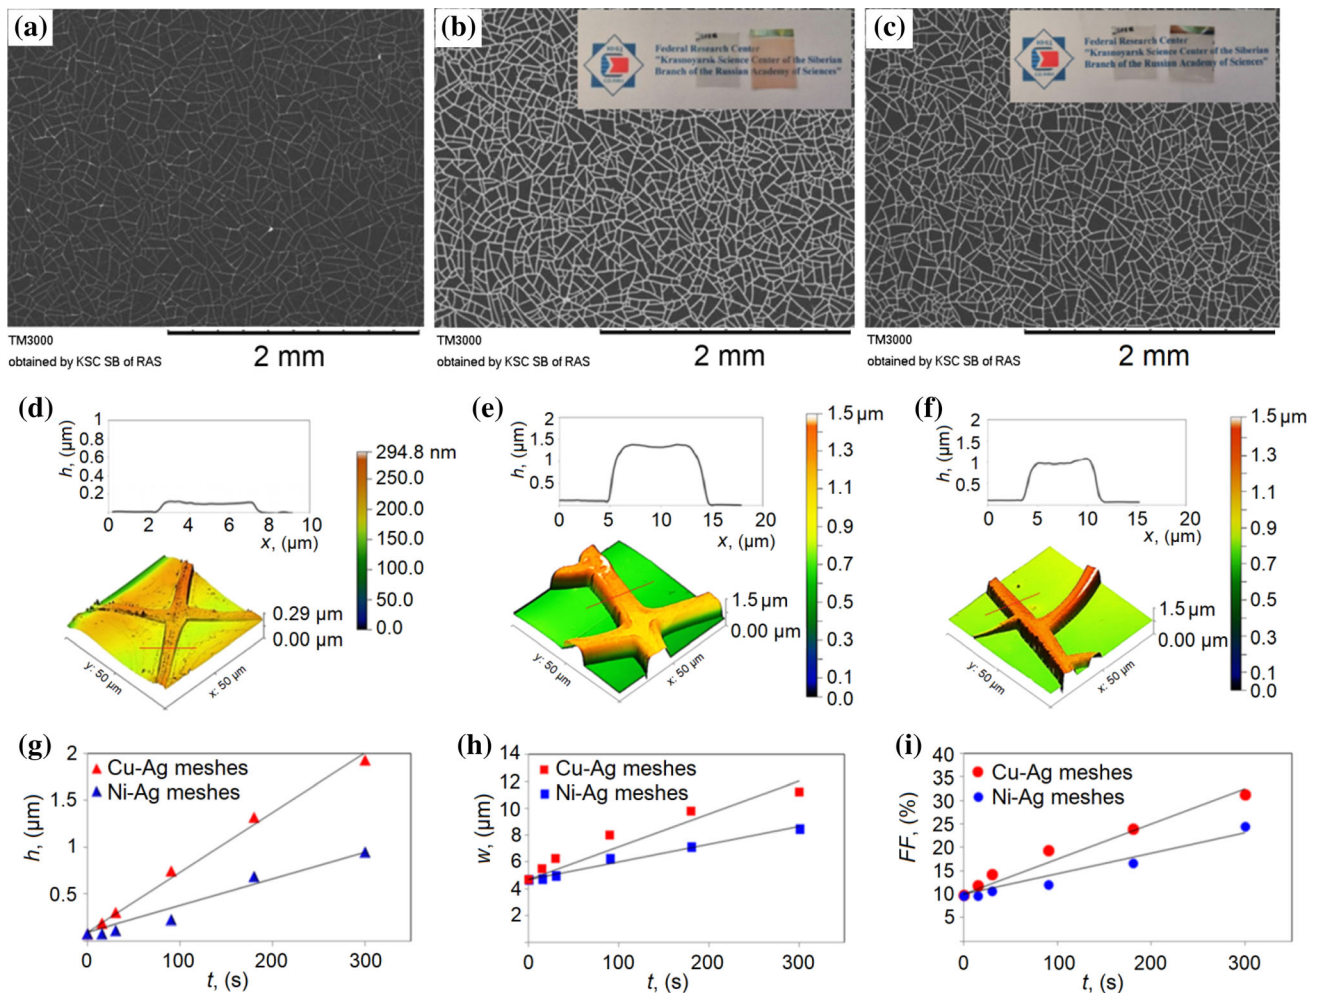 (a)
(b)
Federal Research Center
"Krasnoyarsk Science Center of the Siberian
Branch of the Russian Academy of Sciences"
(c)
Federal Research Center
"Krasnoyarsk Science Center of the Siberian
Branch of the Russian Academy of Sciences"
TM3000
obtained by KSC SB of RAS
2 mm
TM3000
obtained by KSC SB of RAS
2 mm
TM3000
obtained by KSC SB of RAS
2 mm
(d)
h, (µm)
1
0.8
0.6
0.4
0.2
0 2 4 6 8 10
x, (µm)
294.8 nm
250.0
200.0
150.0
100.0
50.0
0.0
0.29 µm
0.00 µm
y: 50 µm
x: 50 µm
(e)
h, (µm)
2
1.5
1
0.5
0 5 10 15 20
x, (µm)
1.5 µm
1.3
1.1
1
0.9
0.8
0.7
0.6
0.5
0.4
0.3
0.2
0.1
0.0
1.5 µm
0.00 µm
y: 50 µm
x: 50 µm
(f)
h, (µm)
2
1.5
1
0.5
0 5 10 15 20
x, (µm)
1.5 µm
1.3
1.1
0.9
0.7
0.5
0.3
0.1
0.0
1.5 µm
0.00 µm
y: 50 µm
x: 50 µm
(g)
h, (µm)
2
1.5
1
0.5
Cu-Ag meshes
Ni-Ag meshes
0 100 200 300
t, (s)
(h)
w, (µm)
14
12
10
8
6
4
2
Cu-Ag meshes
Ni-Ag meshes
0 100 200 300
t, (s)
(i)
FF, (%)
40
35
30
25
20
15
10
5
Cu-Ag meshes
Ni-Ag meshes
0 100 200 300
t, (s)